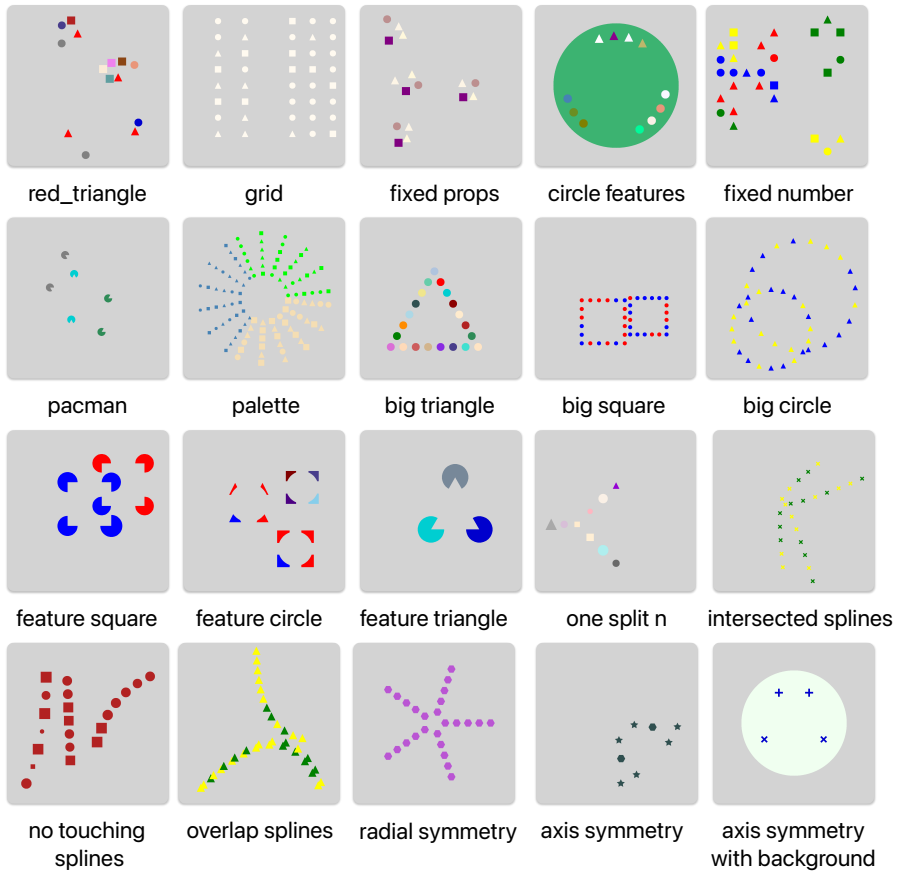 red_triangle
grid
fixed props
circle features
fixed number
pacman
palette
big triangle
big square
big circle
feature square
feature circle
feature triangle
one split n
intersected splines
no touching
splines
overlap splines
radial symmetry
axis symmetry
axis symmetry
with background